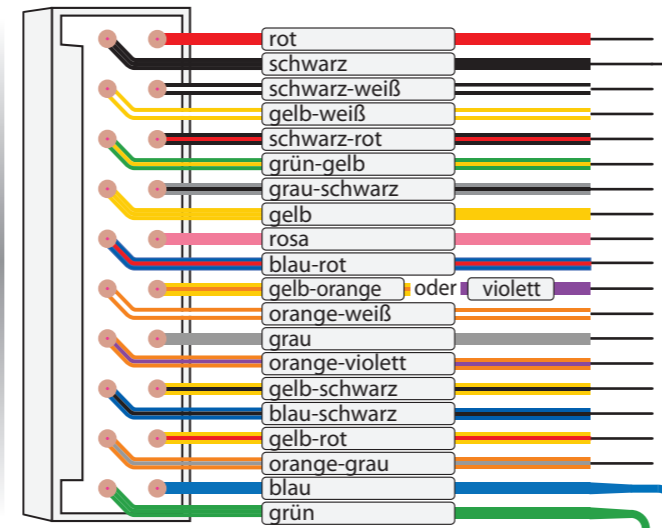 rot
schwarz
schwarz-weiß
gelb-weiß
schwarz-rot
grün-gelb
grau-schwarz
gelb
rosa
blau-rot
gelb-orange oder violett
orange-weiß
grau
orange-violett
gelb-schwarz
blau-schwarz
gelb-rot
orange-grau
blau
grün